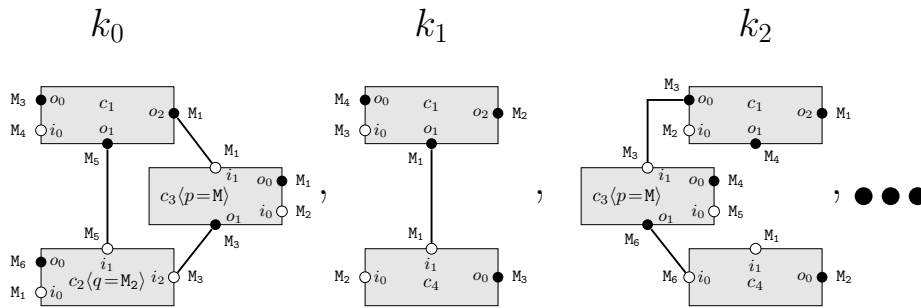 k₀ k₁ k₂
M₃ o₀ c₁ o₂ M₁ M₄ o₀ c₁ o₂ M₂ M₃ o₀ c₁ o₂ M₁
M₄ i₀ o₁ M₃ i₀ o₁ M₂ i₀ o₁
M₅ M₁ M₁ M₃ M₄
i₁ o₀ M₁ i₁ o₀ M₄
c₃⟨p=M⟩ , , c₃⟨p=M⟩ , ●●●
o₁ i₀ M₂ o₁ i₀ M₅
M₅ M₃ M₁ M₆ M₁
M₆ o₀ i₁ i₂ M₃ M₂ i₀ i₁ o₀ M₃ M₆ i₀ i₁ o₀ M₂
M₁ i₀ c₂⟨q=M₂⟩ c₄ c₄